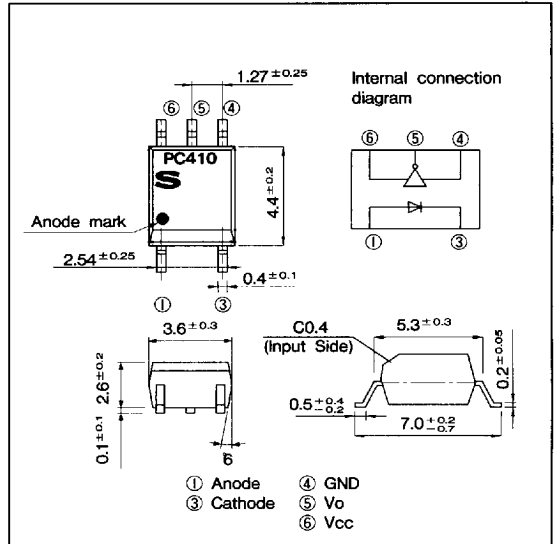 1.27±0.25
Internal connection
diagram
⑥ ⑤ ④
⑥ ⑤ ④
PC410
S
4.4±0.2
Anode mark
2.54±0.25
0.4±0.1
① ③
① ③
3.6±0.3
C0.4
(Input Side)
5.3±0.3
0.2±0.05
2.6±0.2
0.1±0.1
0.5+0.4-0.2
7.0+0.2-0.7
6
① Anode ④ GND
③ Cathode ⑤ Vo
⑥ Vcc